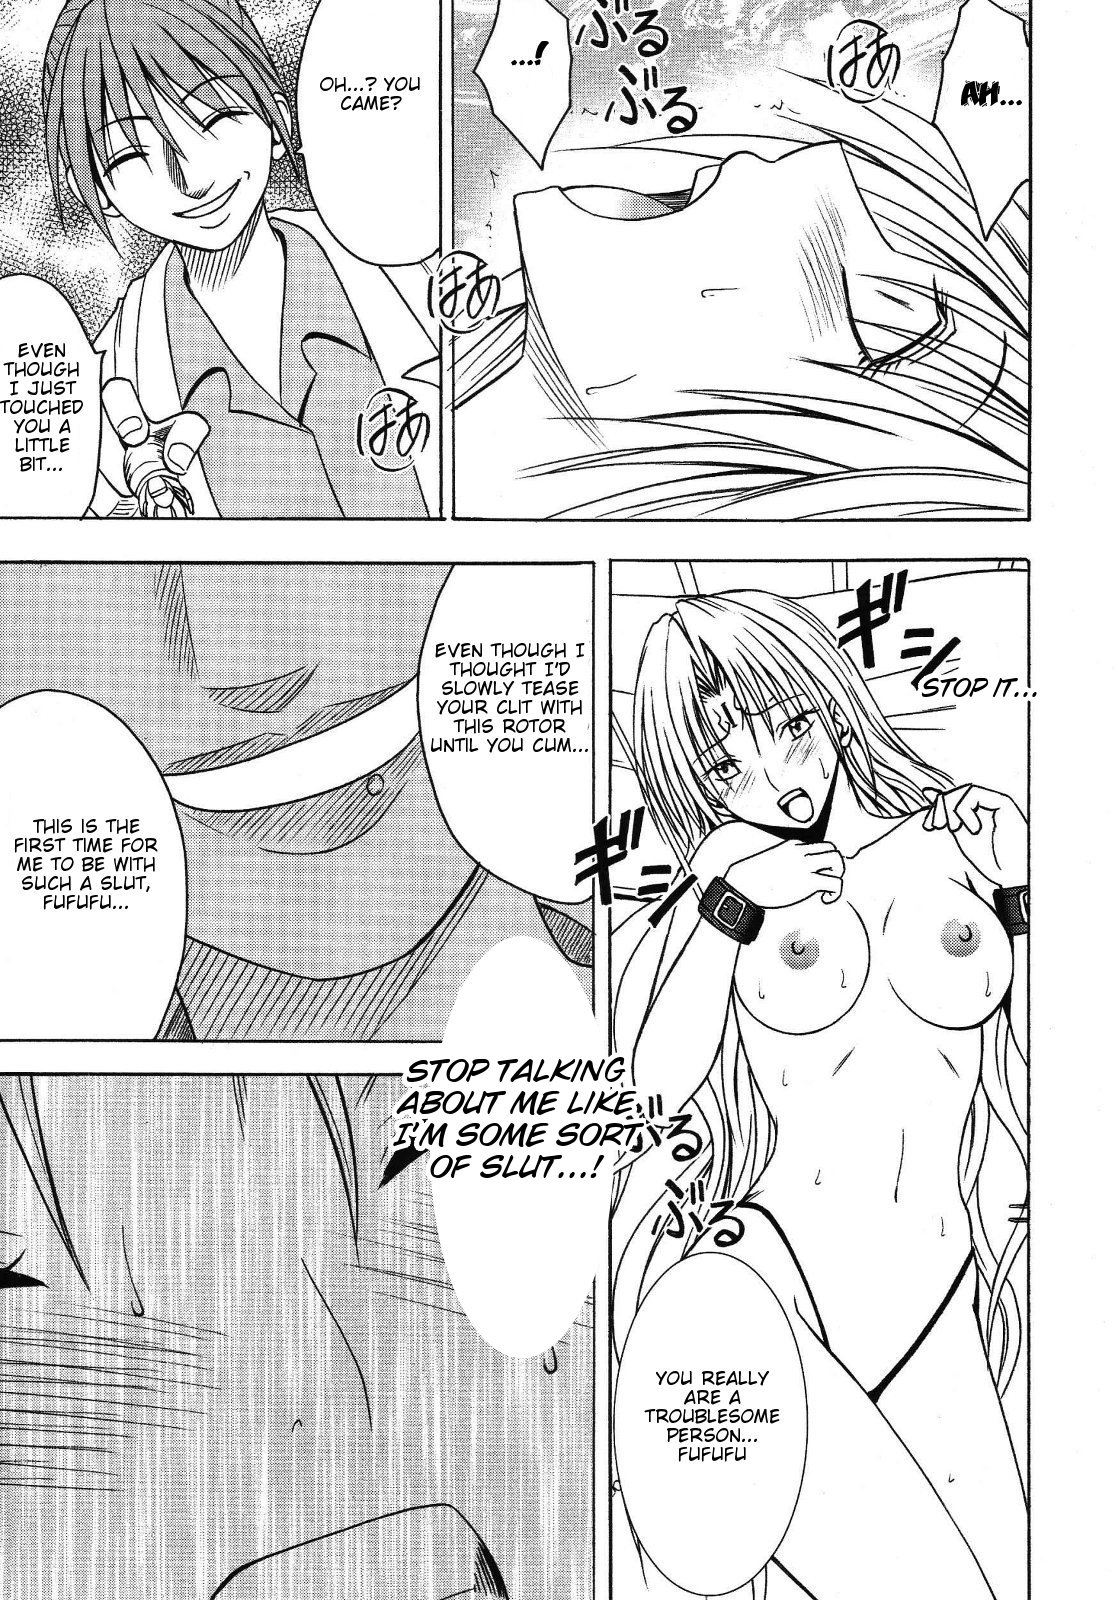 AH...
はあ
ぶる
ぶる
...!
はあ
はあ
OH...? YOU
CAME?
EVEN
THOUGH
I JUST
TOUCHED
YOU A
LITTLE
BIT...
ギシ
STOP IT...
ギシ
ぶる
ぶる
YOU REALLY
ARE A
TROUBLESOME
PERSON...
FUFUFU
EVEN THOUGH I
THOUGHT I'D
SLOWLY TEASE
YOUR CLIT WITH
THIS ROTOR
UNTIL YOU CUM...
THIS IS THE
FIRST TIME FOR
ME TO BE WITH
SUCH A SLUT,
FUFUFU...
STOP TALKING
ABOUT ME LIKE
I'M SOME SORT
OF SLUT...!